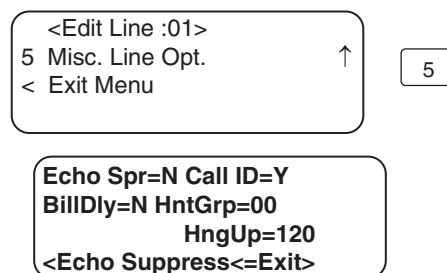 <Edit Line :01>
5 Misc. Line Opt. ↑
< Exit Menu
5
Echo Spr=N Call ID=Y
BillDly=N HntGrp=00
HngUp=120
<Echo Suppress<=Exit>